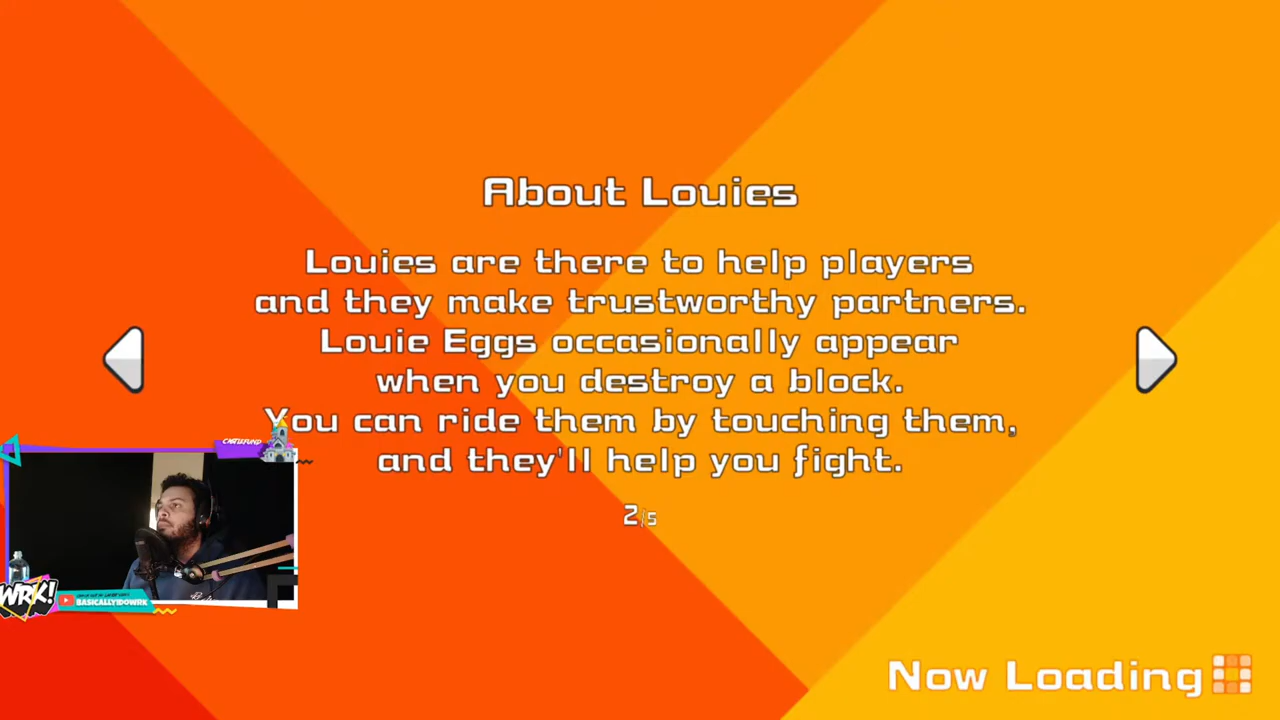 About Louies
Louies are there to help players
and they make trustworthy partners.
Louie Eggs occasionally appear
when you destroy a block.
You can ride them by touching them,
and they'll help you fight.
2/5
WRK!
BASICALLYIDOWRK
Now Loading